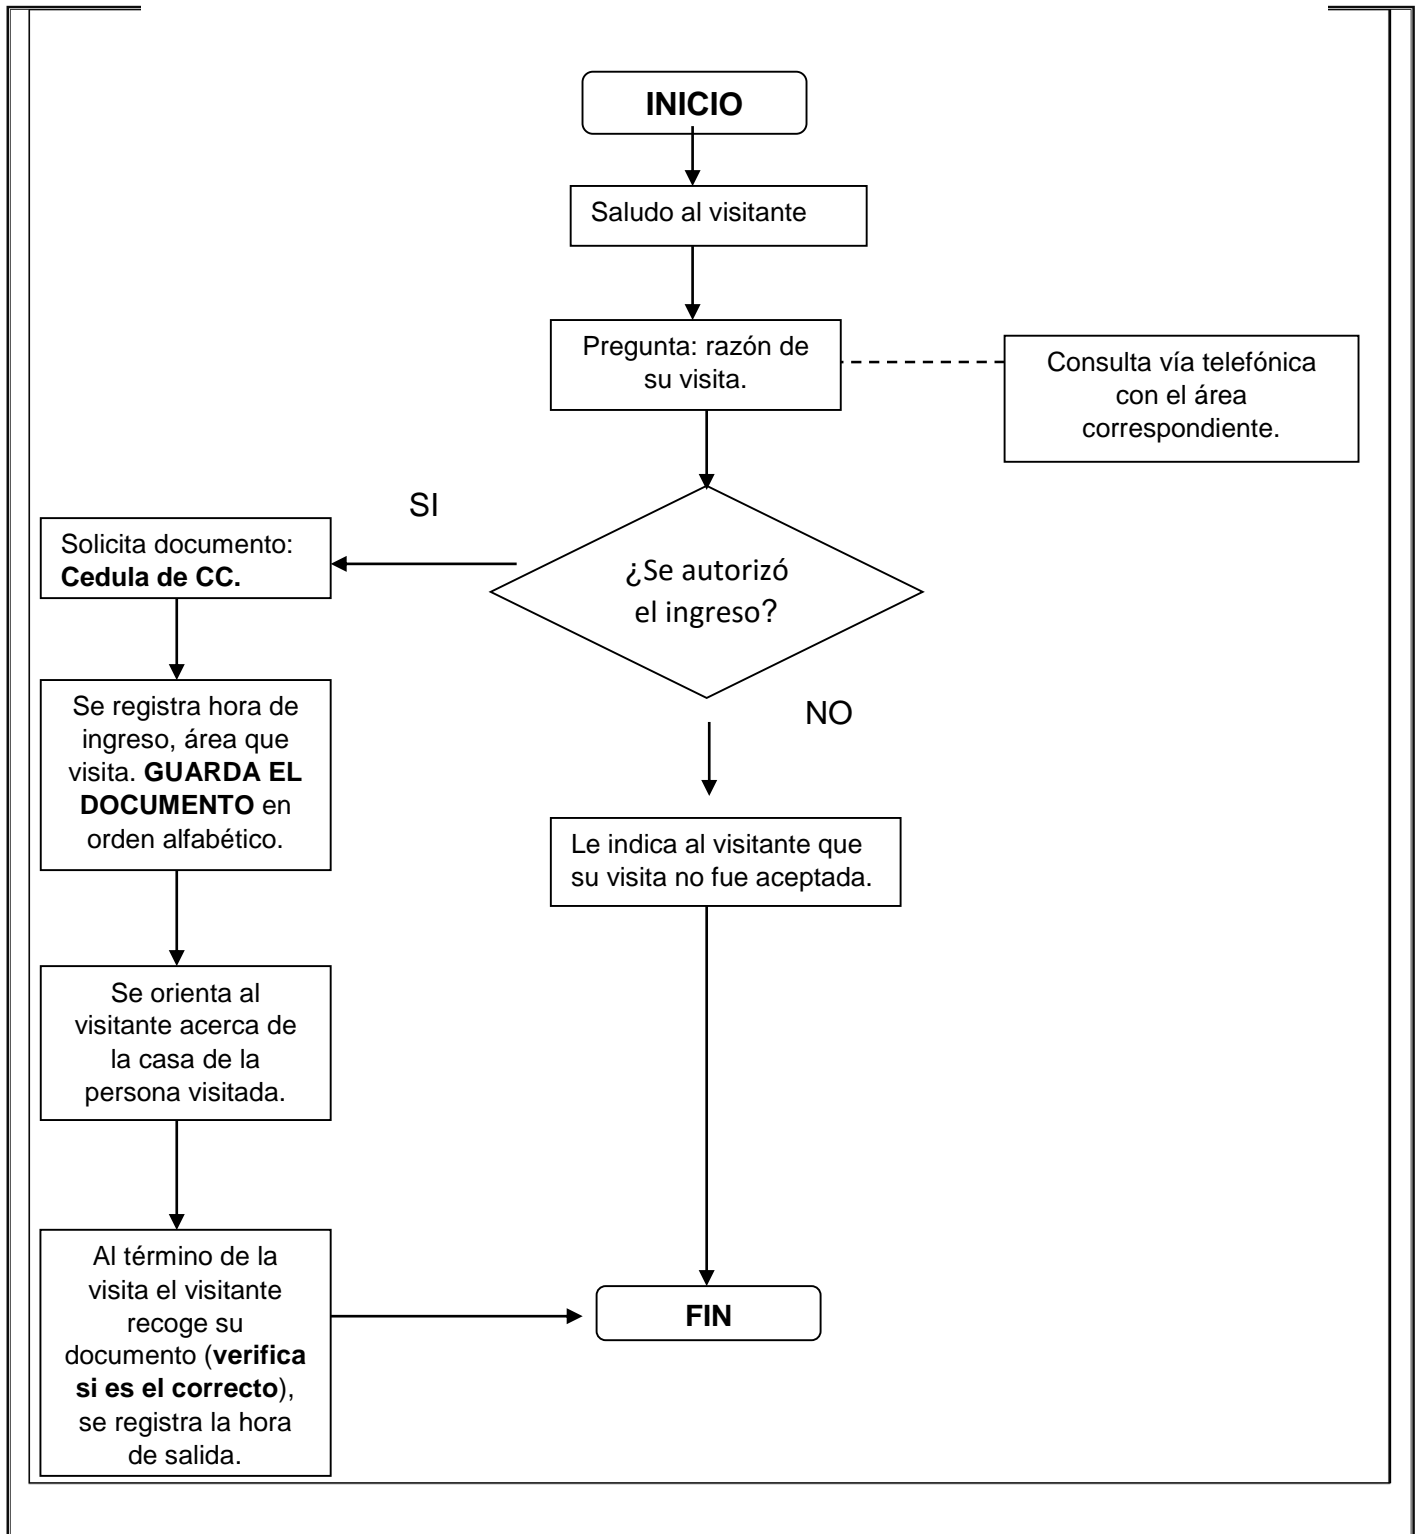 INICIO
Saludo al visitante
Pregunta: razón de
su visita.
Consulta vía telefónica
con el área
correspondiente.
SI
¿Se autorizó
el ingreso?
Solicita documento:
Cedula de CC.
Se registra hora de
ingreso, área que
visita. GUARDA EL
DOCUMENTO en
orden alfabético.
NO
Le indica al visitante que
su visita no fue aceptada.
Se orienta al
visitante acerca de
la casa de la
persona visitada.
Al término de la
visita el visitante
recoge su
documento (verifica
si es el correcto),
se registra la hora
de salida.
FIN